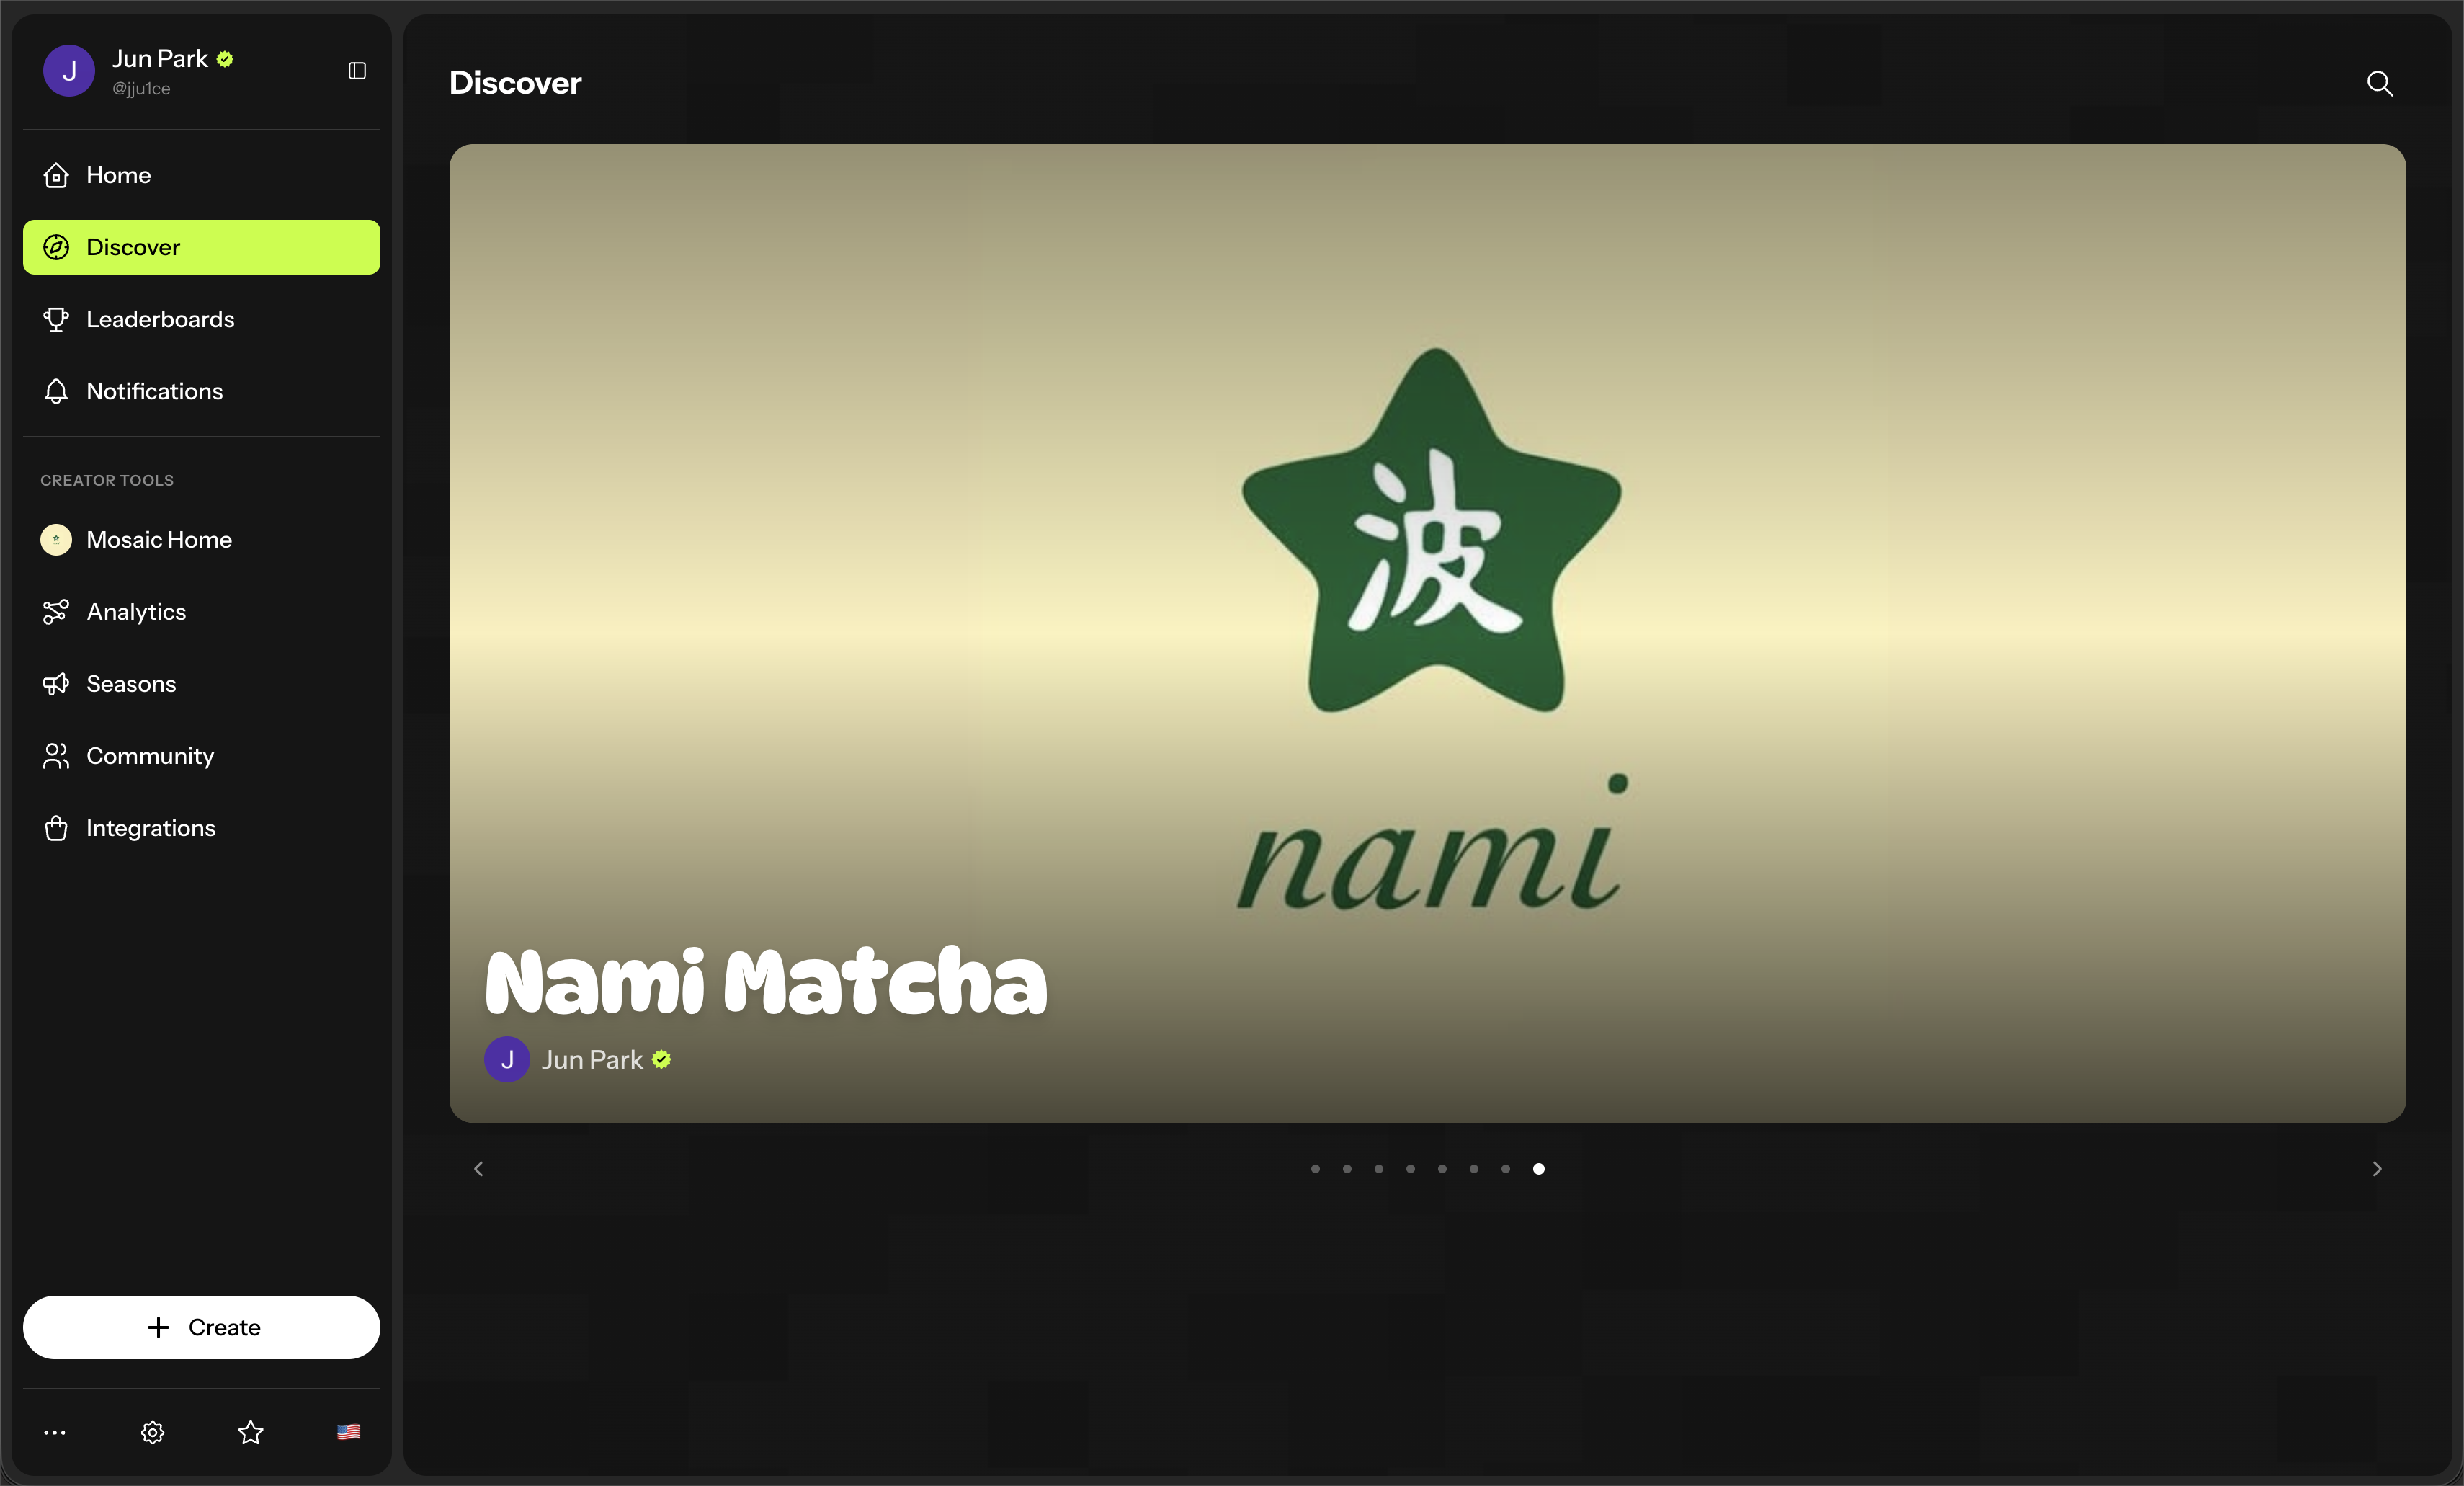 J
Jun Park
@jju1ce
Home
Discover
Leaderboards
Notifications
CREATOR TOOLS
Mosaic Home
Analytics
Seasons
Community
Integrations
+ Create
Discover
波
nami
Nami Matcha
J Jun Park